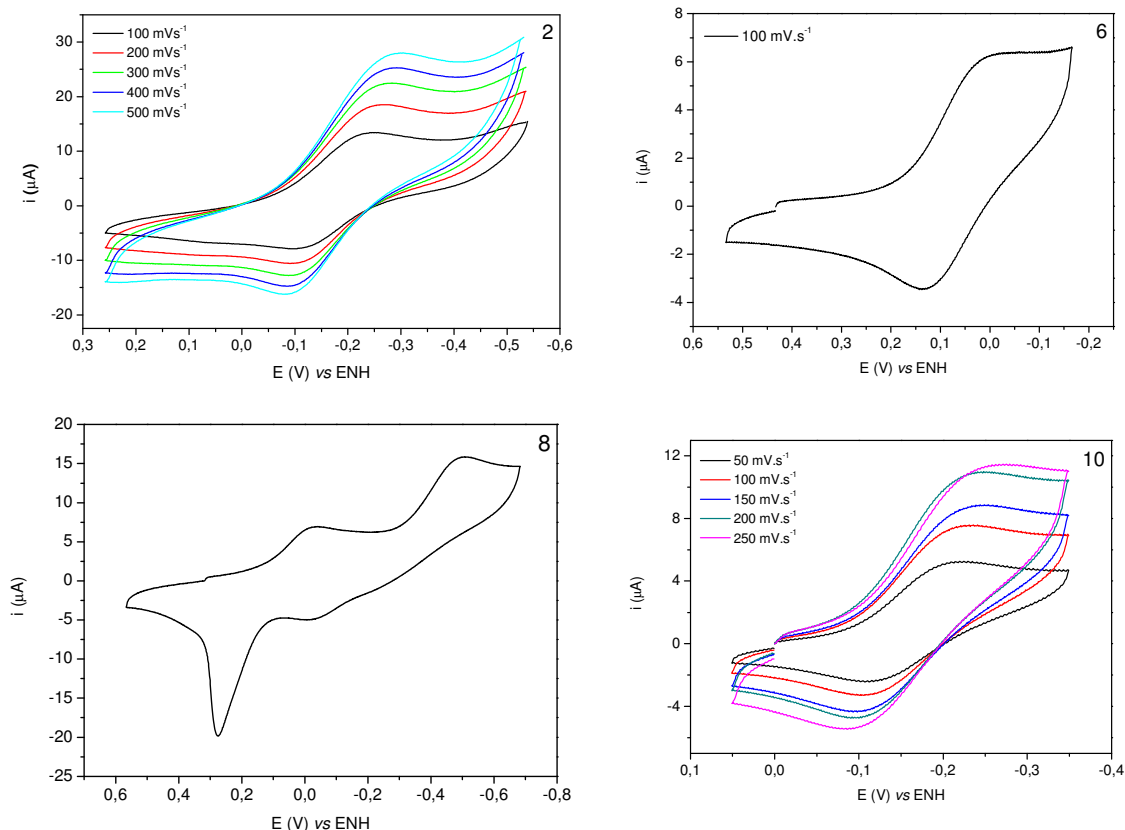 2
100 mVs⁻¹
200 mVs⁻¹
300 mVs⁻¹
400 mVs⁻¹
500 mVs⁻¹
30
20
10
0
-10
-20
i (µA)
0,3 0,2 0,1 0,0 -0,1 -0,2 -0,3 -0,4 -0,5 -0,6
E (V) vs ENH
6
100 mV.s⁻¹
8
6
4
2
0
-2
-4
i (µA)
0,6 0,5 0,4 0,3 0,2 0,1 0,0 -0,1 -0,2
E (V) vs ENH
8
20
15
10
5
0
-5
-10
-15
-20
-25
i (µA)
0,6 0,4 0,2 0,0 -0,2 -0,4 -0,6 -0,8
E (V) vs ENH
10
50 mV.s⁻¹
100 mV.s⁻¹
150 mV.s⁻¹
200 mV.s⁻¹
250 mV.s⁻¹
12
8
4
0
-4
i (µA)
0,1 0,0 -0,1 -0,2 -0,3 -0,4
E (V) vs ENH